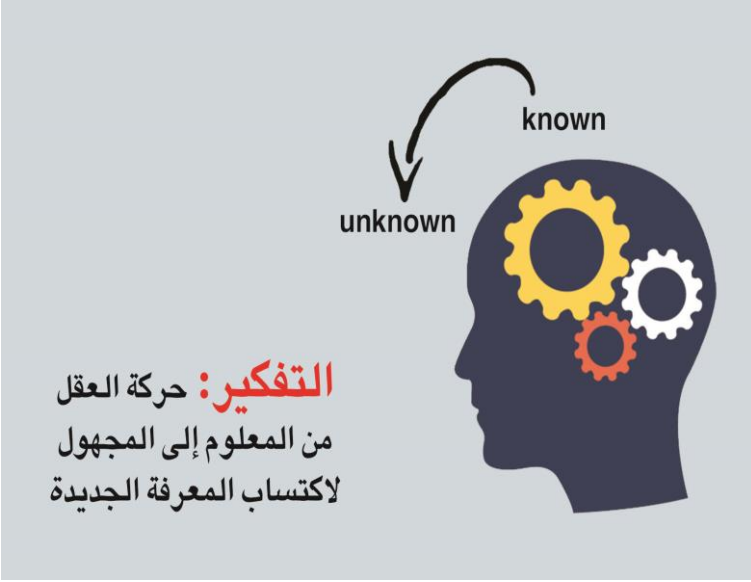 known
unknown
التفكير: حركة العقل
من المعلوم إلى المجهول
لاكتساب المعرفة الجديدة